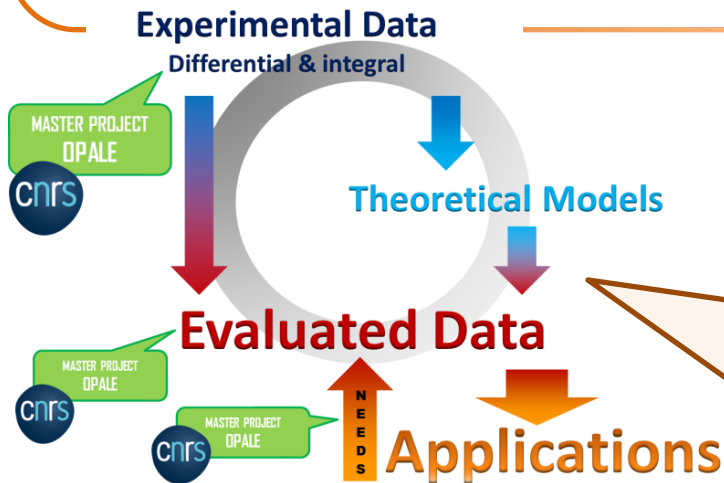 Experimental Data
Differential & integral
MASTER PROJECT
OPALE
cnrs
Theoretical Models
Evaluated Data
MASTER PROJECT
OPALE
cnrs
MASTER PROJECT
OPALE
cnrs
NEEDS
Applications